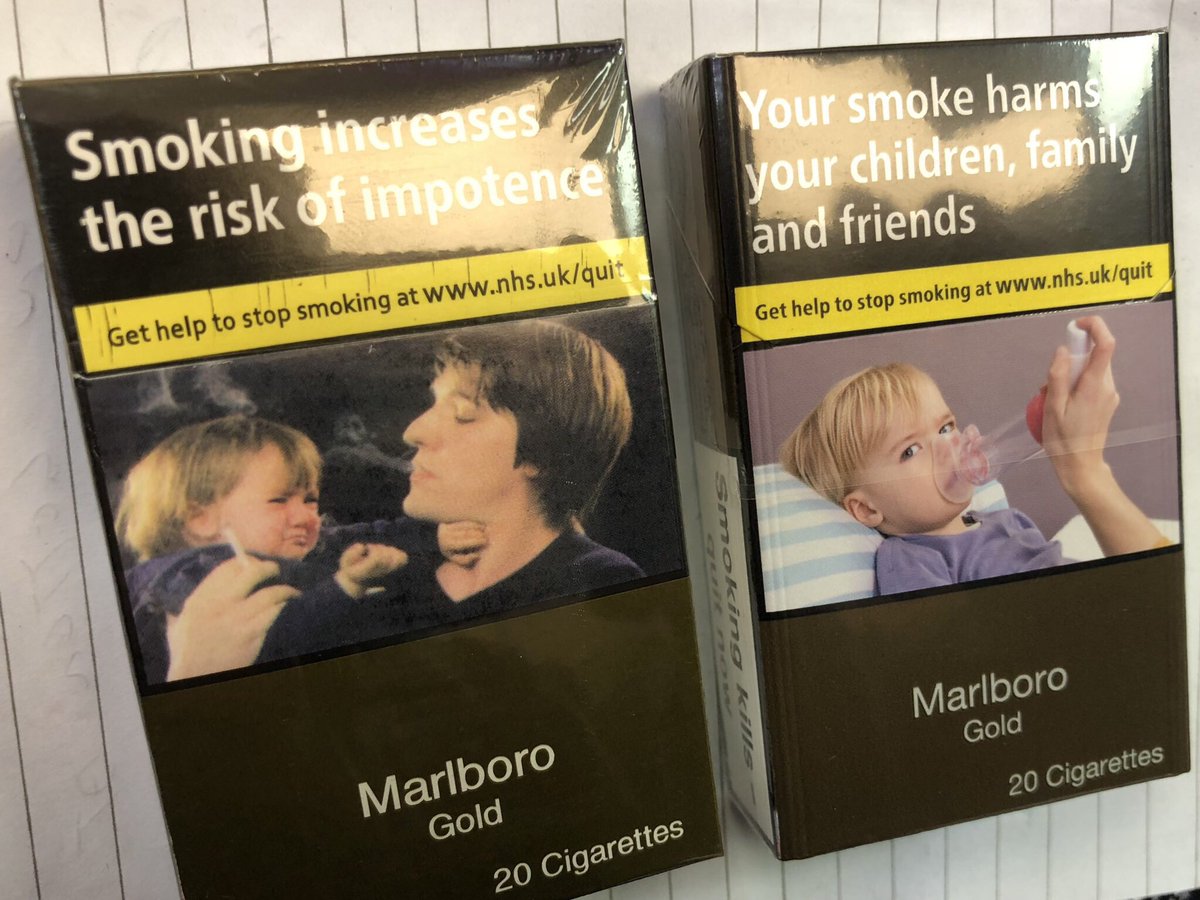 Smoking increases
the risk of impotence
Get help to stop smoking at www.nhs.uk/quit
Marlboro
Gold
20 Cigarettes
Your smoke harms
your children, family
and friends
Get help to stop smoking at www.nhs.uk/quit
Smoking kills –
quit now
Marlboro
Gold
20 Cigarettes